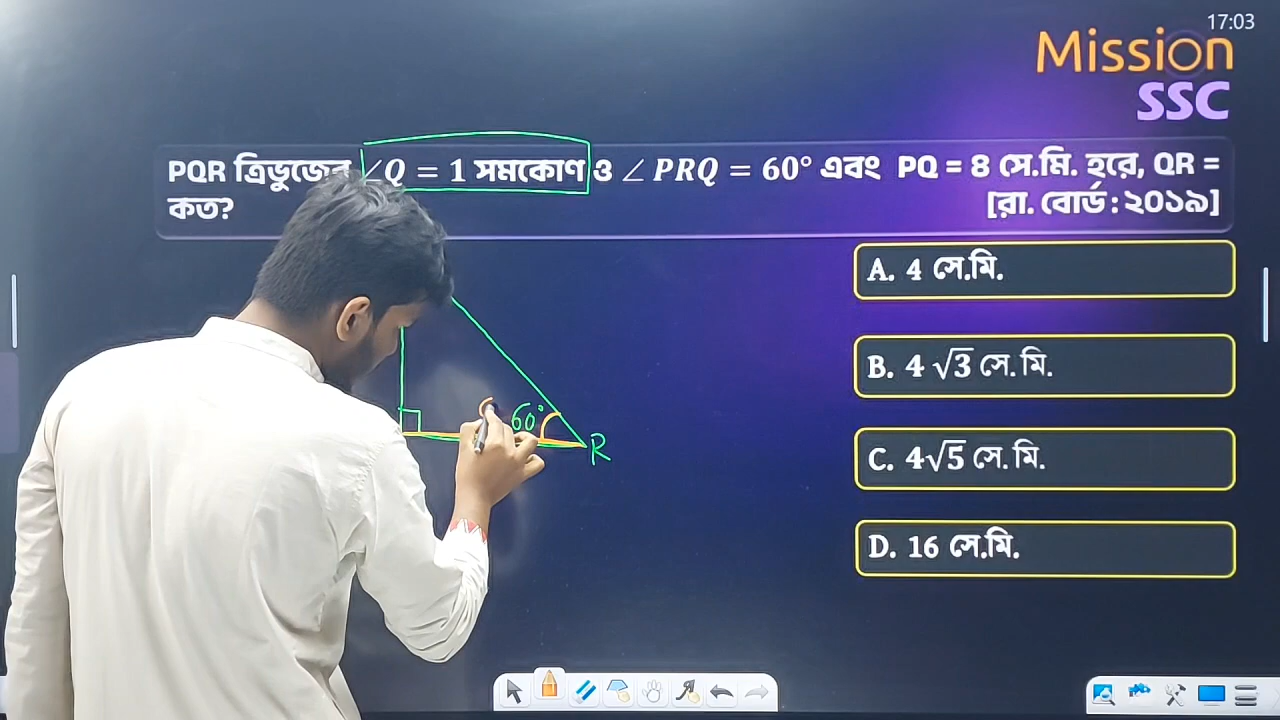 17:03
Mission
SSC
PQR ত্রিভুজের ∠Q = 1 সমকোণ ও ∠ PRQ = 60° এবং PQ = 8 সে.মি. হরে, QR =
কত? [রা. বোর্ড : ২০১৯]
A. 4 সে.মি.
B. 4 √3 সে. মি.
C. 4√5 সে. মি.
D. 16 সে.মি.
60°
R